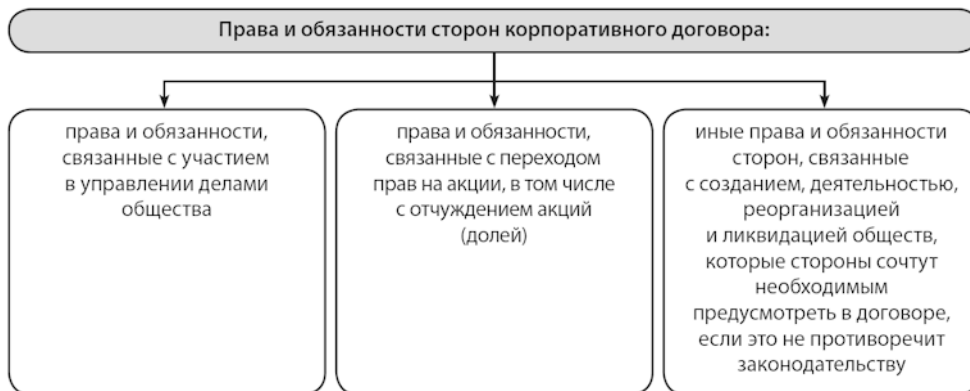 Права и обязанности сторон корпоративного договора:
права и обязанности,
связанные с участием
в управлении делами
общества
права и обязанности,
связанные с переходом
прав на акции, в том числе
с отчуждением акций
(долей)
иные права и обязанности
сторон, связанные
с созданием, деятельностью,
реорганизацией
и ликвидацией обществ,
которые стороны сочтут
необходимым
предусмотреть в договоре,
если это не противоречит
законодательству